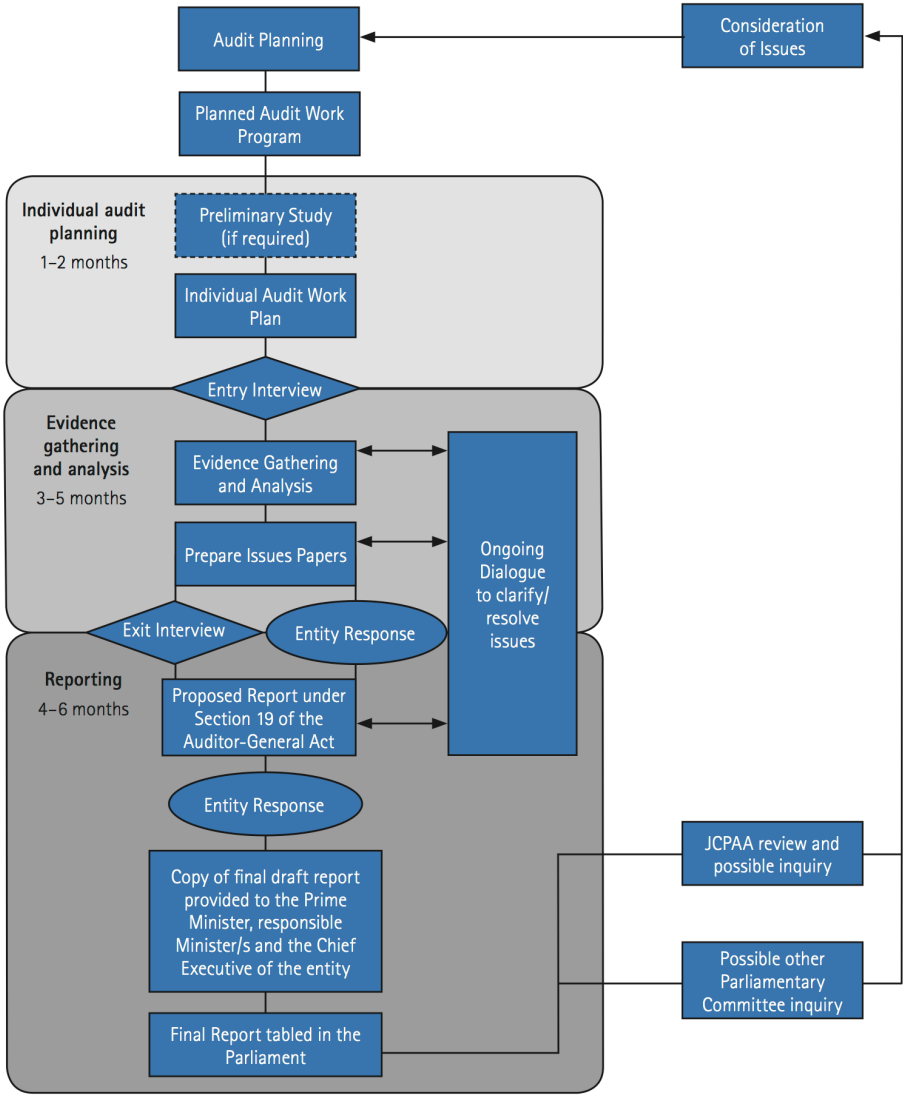 Audit Planning
Consideration
of Issues
Planned Audit Work
Program
Individual audit
planning
1–2 months
Preliminary Study
(if required)
Individual Audit Work
Plan
Entry Interview
Evidence
gathering
and analysis
3–5 months
Evidence Gathering
and Analysis
Prepare Issues Papers
Ongoing
Dialogue
to clarify/
resolve
issues
Exit Interview
Entity Response
Reporting
4–6 months
Proposed Report under
Section 19 of the
Auditor-General Act
Entity Response
JCPAA review and
possible inquiry
Copy of final draft report
provided to the Prime
Minister, responsible
Minister/s and the Chief
Executive of the entity
Possible other
Parliamentary
Committee inquiry
Final Report tabled in the
Parliament